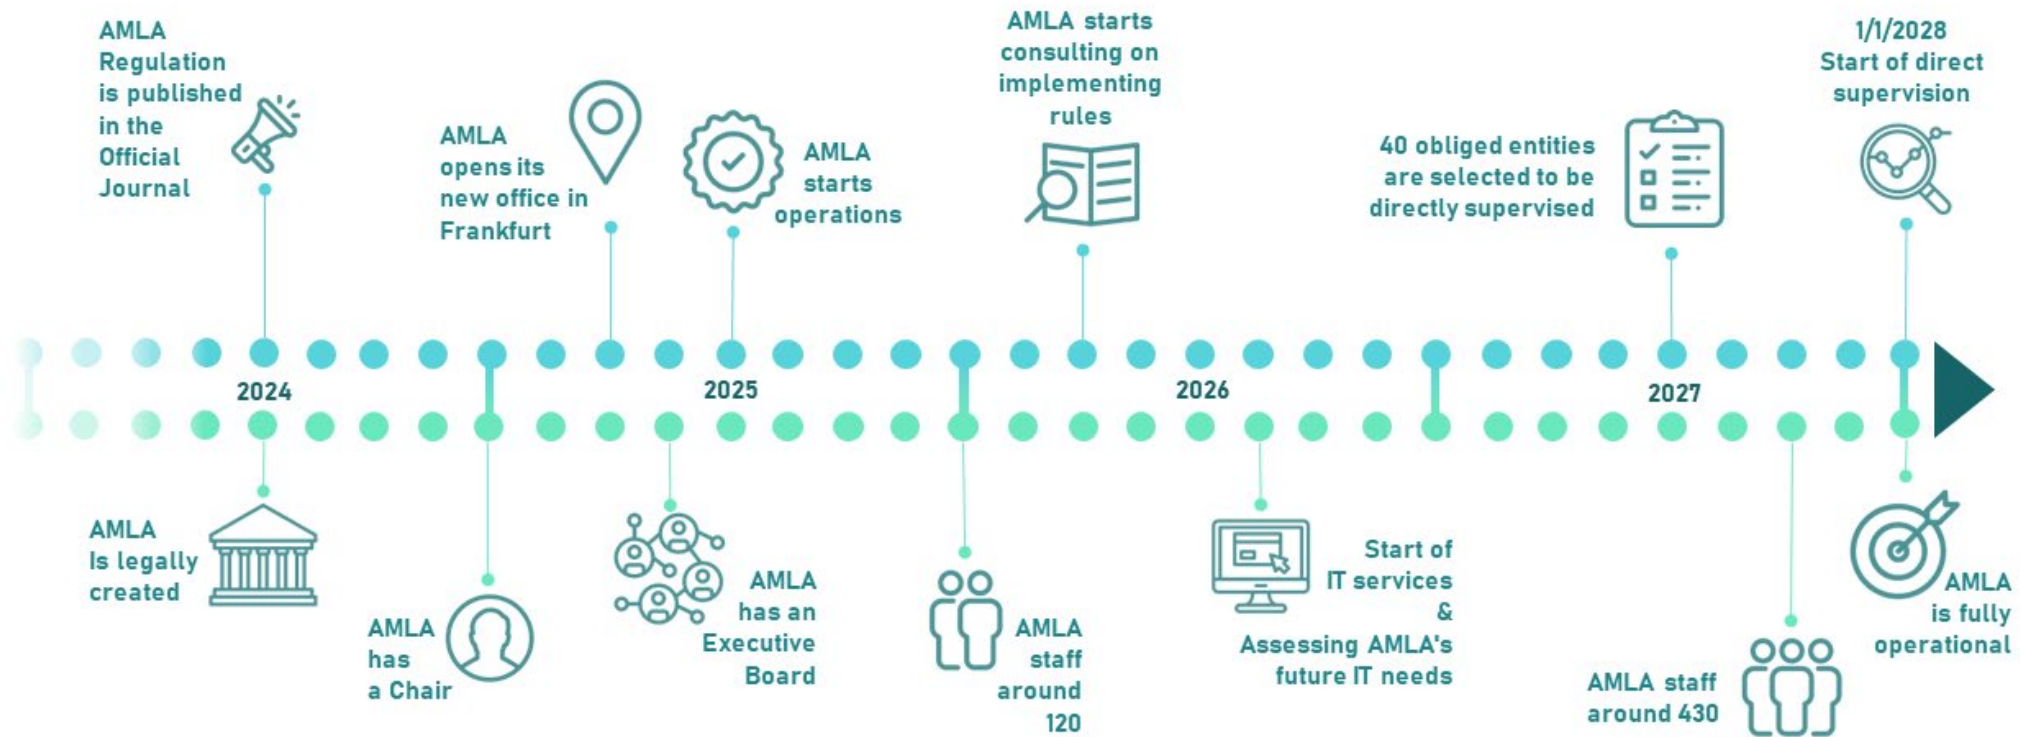 AMLA
Regulation
is published
in the
Official
Journal
AMLA
opens its
new office in
Frankfurt
AMLA
starts
operations
AMLA starts
consulting on
implementing
rules
40 obliged entities
are selected to be
directly supervised
1/1/2028
Start of direct
supervision
2024
2025
2026
2027
AMLA
Is legally
created
AMLA
has
a Chair
AMLA
has an
Executive
Board
AMLA
staff
around
120
Start of
IT services
&
Assessing AMLA's
future IT needs
AMLA staff
around 430
AMLA
is fully
operational